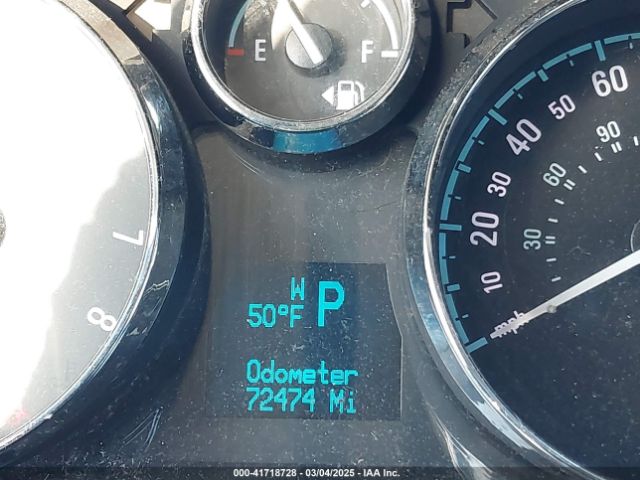 E F
7
8
W
50°F P
Odometer
72474 Mi
10 20 30 40 50 60
30 60 90
mph
000-41718728 - 03/04/2025 - IAA Inc.